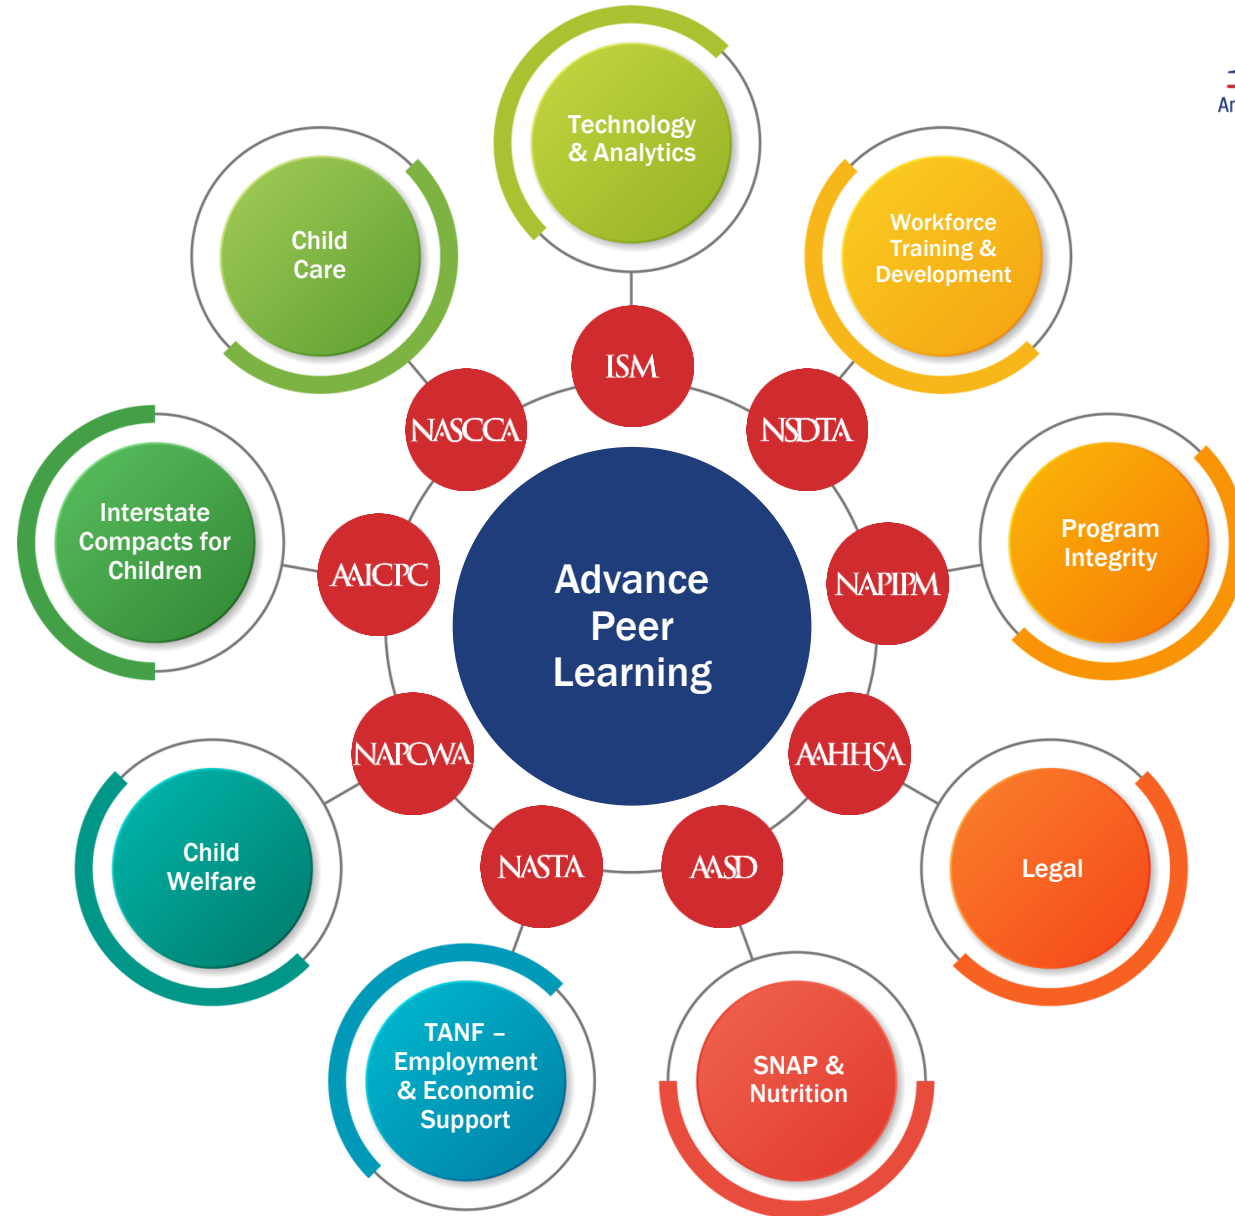 Technology
& Analytics
Workforce
Training &
Development
Program
Integrity
Legal
SNAP &
Nutrition
TANF –
Employment
& Economic
Support
Child
Welfare
Interstate
Compacts for
Children
Child
Care
ISM
NSDTA
NAPIPM
AAHHSA
AASD
NASTA
NAPCWA
AAICPC
NASCCA
Advance
Peer
Learning